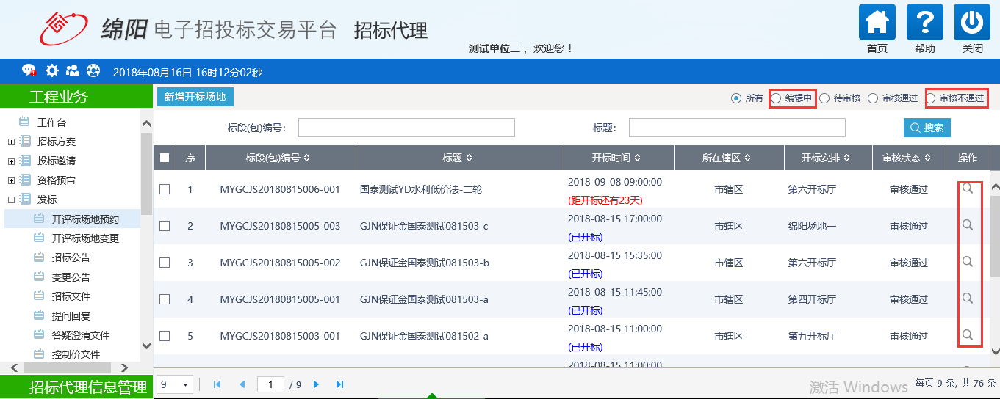 绵阳 电子招投标交易平台 招标代理
测试单位二 ，欢迎您！
首页 帮助 关闭
2018年08月16日 16时12分02秒
工程业务
工作台
招标方案
投标邀请
资格预审
发标
开评标场地预约
开评标场地变更
招标公告
变更公告
招标文件
提问回复
答疑澄清文件
控制价文件
招标代理信息管理
新增开标场地
所有 编辑中 待审核 审核通过 审核不通过
标段(包)编号： 标题： 搜索
序 标段(包)编号 标题 开标时间 所在辖区 开标安排 审核状态 操作
1 MYGCJS20180815006-001 国泰测试YD水利低价法-二轮 2018-09-08 09:00:00 市辖区 第六开标厅 审核通过
(距开标还有23天)
2 MYGCJS20180815005-003 GJN保证金国泰测试081503-c 2018-08-15 17:00:00 市辖区 绵阳场地一 审核通过
(已开标)
3 MYGCJS20180815005-002 GJN保证金国泰测试081503-b 2018-08-15 15:35:00 市辖区 第六开标厅 审核通过
(已开标)
4 MYGCJS20180815005-001 GJN保证金国泰测试081503-a 2018-08-15 11:45:00 市辖区 第四开标厅 审核通过
(已开标)
5 MYGCJS20180815003-001 GJN保证金国泰测试081502-a 2018-08-15 11:00:00 市辖区 第五开标厅 审核通过
(已开标)
2018-08-15 11:00:00
9 1 / 9
激活 Windows
每页 9 条, 共 76 条